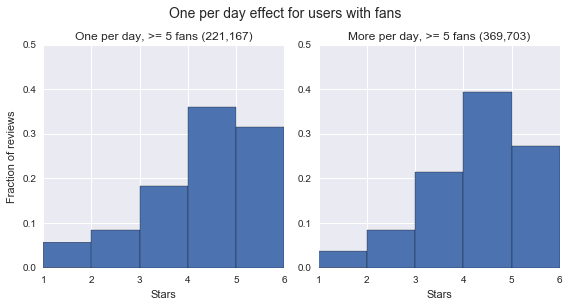 One per day effect for users with fans
One per day, >= 5 fans (221,167)
More per day, >= 5 fans (369,703)
Fraction of reviews
0.5
0.4
0.3
0.2
0.1
0.0
1 2 3 4 5 6
Stars
0.5
0.4
0.3
0.2
0.1
0.0
1 2 3 4 5 6
Stars